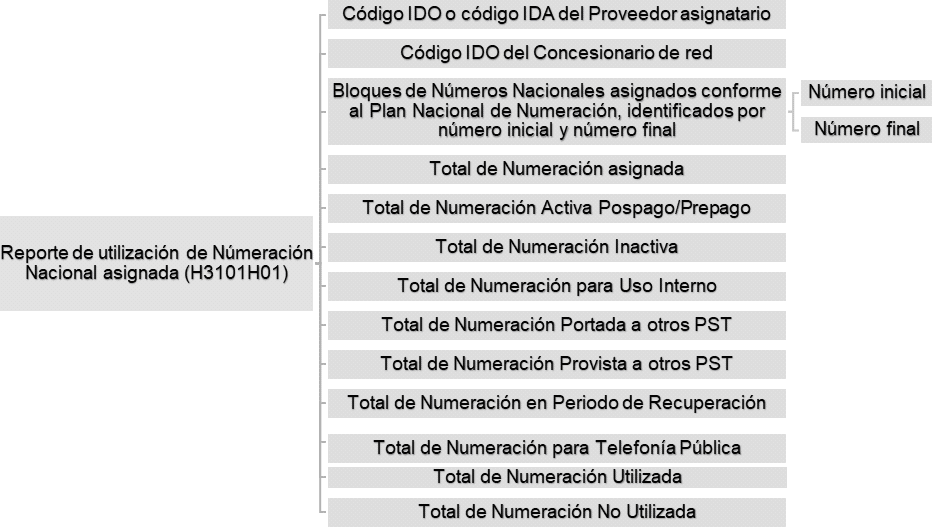 Código IDO o código IDA del Proveedor asignatario
Código IDO del Concesionario de red
Bloques de Números Nacionales asignados conforme
al Plan Nacional de Numeración, identificados por
número inicial y número final
Número inicial
Número final
Total de Numeración asignada
Total de Numeración Activa Pospago/Prepago
Total de Numeración Inactiva
Reporte de utilización de Númeración
Nacional asignada (H3101H01)
Total de Numeración para Uso Interno
Total de Numeración Portada a otros PST
Total de Numeración Provista a otros PST
Total de Numeración en Periodo de Recuperación
Total de Numeración para Telefonía Pública
Total de Numeración Utilizada
Total de Numeración No Utilizada